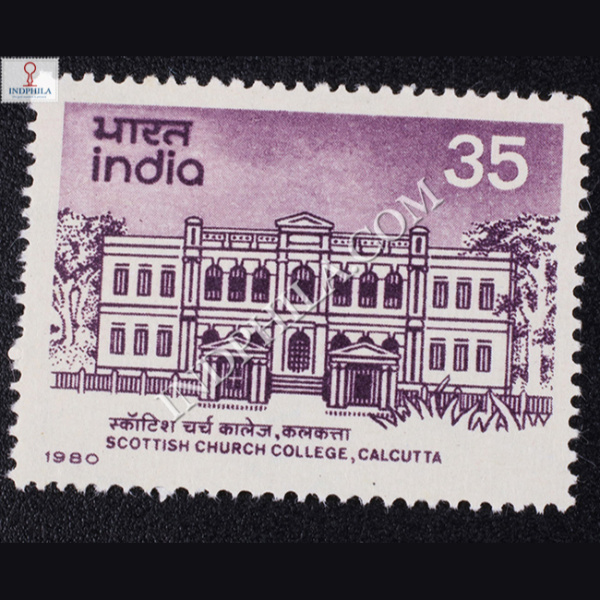 INDPHILA
भारत
india
35
INDPHILA.COM
स्कॉटिश चर्च कालेज, कलकत्ता
SCOTTISH CHURCH COLLEGE, CALCUTTA
1980